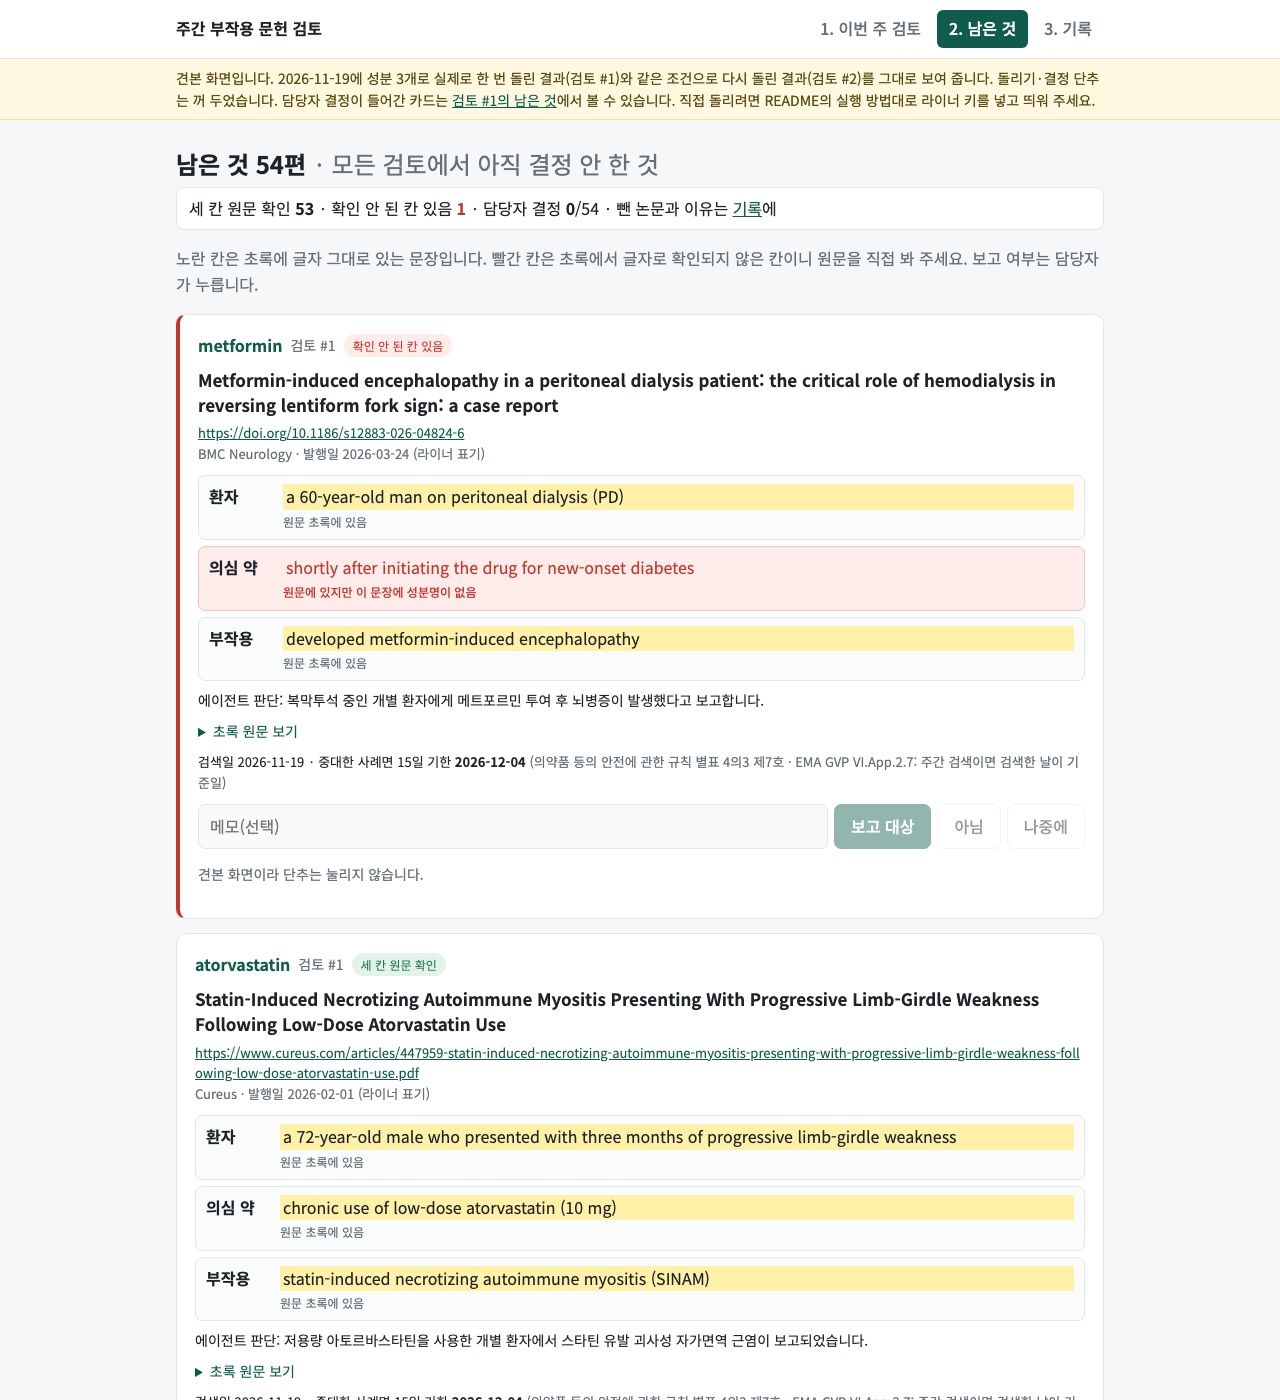 주간 부작용 문헌 검토
1. 이번 주 검토
2. 남은 것
3. 기록
견본 화면입니다. 2026-11-19에 성분 3개로 실제로 한 번 돌린 결과(검토 #1)와 같은 조건으로 다시 돌린 결과(검토 #2)를 그대로 보여 줍니다. 돌리기·결정 단추
는 꺼 두었습니다. 담당자 결정이 들어간 카드는 검토 #1의 남은 것에서 볼 수 있습니다. 직접 돌리려면 README의 실행 방법대로 라이너 키를 넣고 띄워 주세요.
남은 것 54편 · 모든 검토에서 아직 결정 안 한 것
세 칸 원문 확인 53 · 확인 안 된 칸 있음 1 · 담당자 결정 0/54 · 뺀 논문과 이유는 기록에
노란 칸은 초록에 글자 그대로 있는 문장입니다. 빨간 칸은 초록에서 글자로 확인되지 않은 칸이니 원문을 직접 봐 주세요. 보고 여부는 담당자
가 누릅니다.
metformin 검토 #1 확인 안 된 칸 있음
Metformin-induced encephalopathy in a peritoneal dialysis patient: the critical role of hemodialysis in
reversing lentiform fork sign: a case report
https://doi.org/10.1186/s12883-026-04824-6
BMC Neurology · 발행일 2026-03-24 (라이너 표기)
환자 a 60-year-old man on peritoneal dialysis (PD)
원문 초록에 있음
의심 약 shortly after initiating the drug for new-onset diabetes
원문에 있지만 이 문장에 성분명이 없음
부작용 developed metformin-induced encephalopathy
원문 초록에 있음
에이전트 판단: 복막투석 중인 개별 환자에게 메트포르민 투여 후 뇌병증이 발생했다고 보고합니다.
▶ 초록 원문 보기
검색일 2026-11-19 · 중대한 사례면 15일 기한 2026-12-04 (의약품 등의 안전에 관한 규칙 별표 4의3 제7호 · EMA GVP VI.App.2.7: 주간 검색이면 검색한 날이 기
준일)
메모(선택)
보고 대상
아님
나중에
견본 화면이라 단추는 눌리지 않습니다.
atorvastatin 검토 #1 세 칸 원문 확인
Statin-Induced Necrotizing Autoimmune Myositis Presenting With Progressive Limb-Girdle Weakness
Following Low-Dose Atorvastatin Use
https://www.cureus.com/articles/447959-statin-induced-necrotizing-autoimmune-myositis-presenting-with-progressive-limb-girdle-weakness-foll
owing-low-dose-atorvastatin-use.pdf
Cureus · 발행일 2026-02-01 (라이너 표기)
환자 a 72-year-old male who presented with three months of progressive limb-girdle weakness
원문 초록에 있음
의심 약 chronic use of low-dose atorvastatin (10 mg)
원문 초록에 있음
부작용 statin-induced necrotizing autoimmune myositis (SINAM)
원문 초록에 있음
에이전트 판단: 저용량 아토르바스타틴을 사용한 개별 환자에서 스타틴 유발 괴사성 자가면역 근염이 보고되었습니다.
▶ 초록 원문 보기